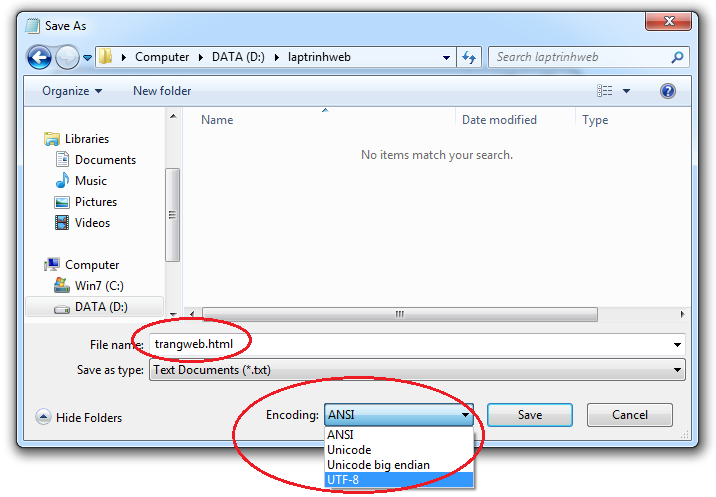 Save As
Computer DATA (D:) laptrinhweb
Search laptrinhweb
Organize New folder
Name Date modified Type
No items match your search.
Libraries
Documents
Music
Pictures
Videos
Computer
Win7 (C:)
DATA (D:)
File name: trangweb.html
Save as type: Text Documents (*.txt)
Hide Folders Encoding: ANSI Save Cancel
ANSI
Unicode
Unicode big endian
UTF-8